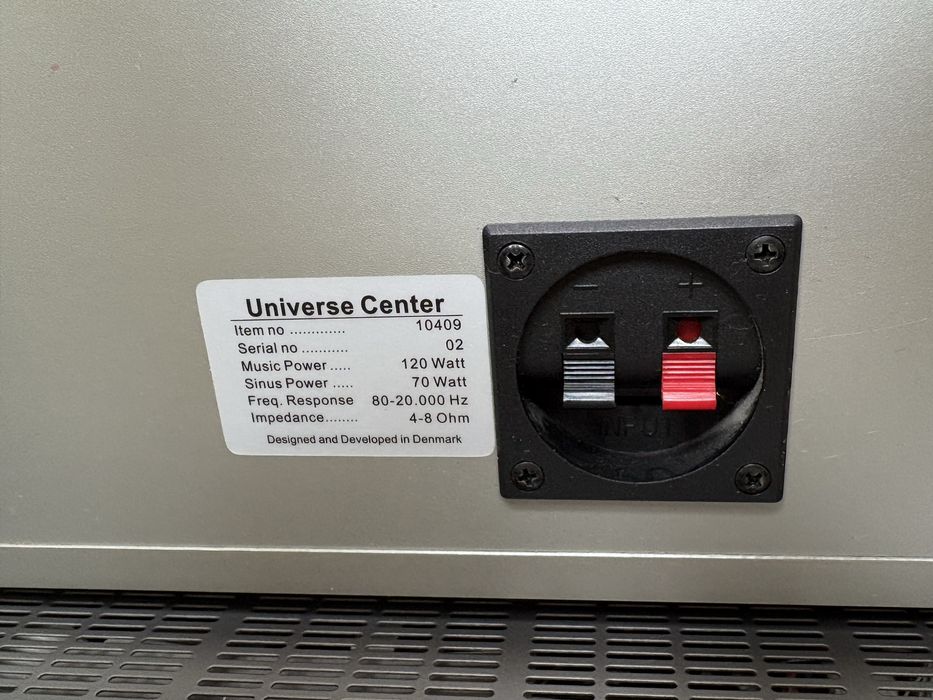 Universe Center
Item no ............. 10409
Serial no ........... 02
Music Power ..... 120 Watt
Sinus Power ..... 70 Watt
Freq. Response 80-20.000 Hz
Impedance........ 4-8 Ohm
Designed and Developed in Denmark
− +
INPUT